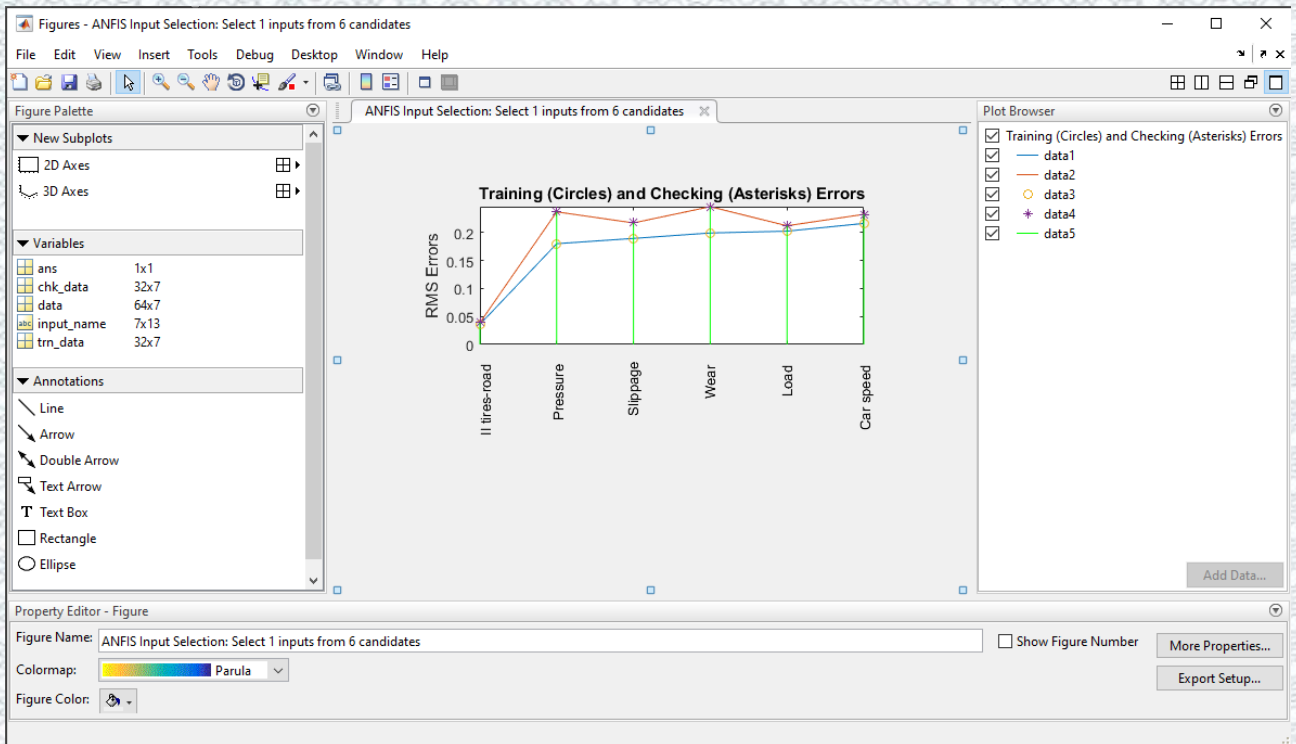 Figures - ANFIS Input Selection: Select 1 inputs from 6 candidates
File Edit View Insert Tools Debug Desktop Window Help
Figure Palette
New Subplots
2D Axes
3D Axes
Variables
ans 1x1
chk_data 32x7
data 64x7
abc input_name 7x13
trn_data 32x7
Annotations
Line
Arrow
Double Arrow
Text Arrow
T Text Box
Rectangle
Ellipse
ANFIS Input Selection: Select 1 inputs from 6 candidates
Training (Circles) and Checking (Asterisks) Errors
RMS Errors
0.2
0.15
0.1
0.05
0
II tires-road
Pressure
Slippage
Wear
Load
Car speed
Plot Browser
Training (Circles) and Checking (Asterisks) Errors
data1
data2
data3
data4
data5
Add Data...
Property Editor - Figure
Figure Name: ANFIS Input Selection: Select 1 inputs from 6 candidates
Show Figure Number
More Properties...
Colormap: Parula
Export Setup...
Figure Color: